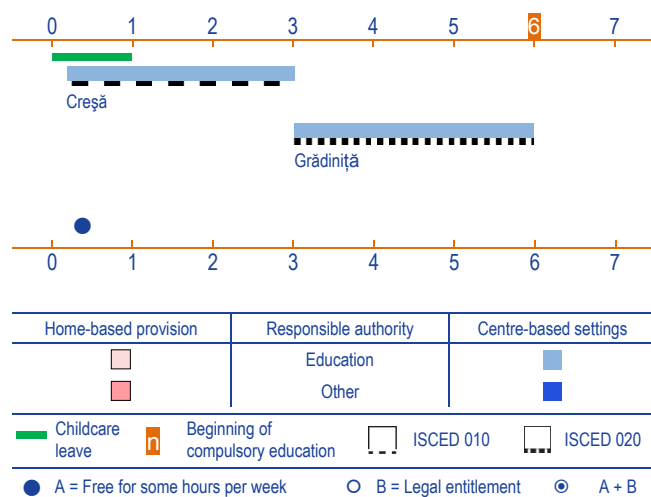 0 1 2 3 4 5 6 7
Creşă
Grădiniță
0 1 2 3 4 5 6 7
Home-based provision Responsible authority Centre-based settings
Education
Other
Childcare leave
n Beginning of compulsory education
ISCED 010
ISCED 020
A = Free for some hours per week B = Legal entitlement A + B